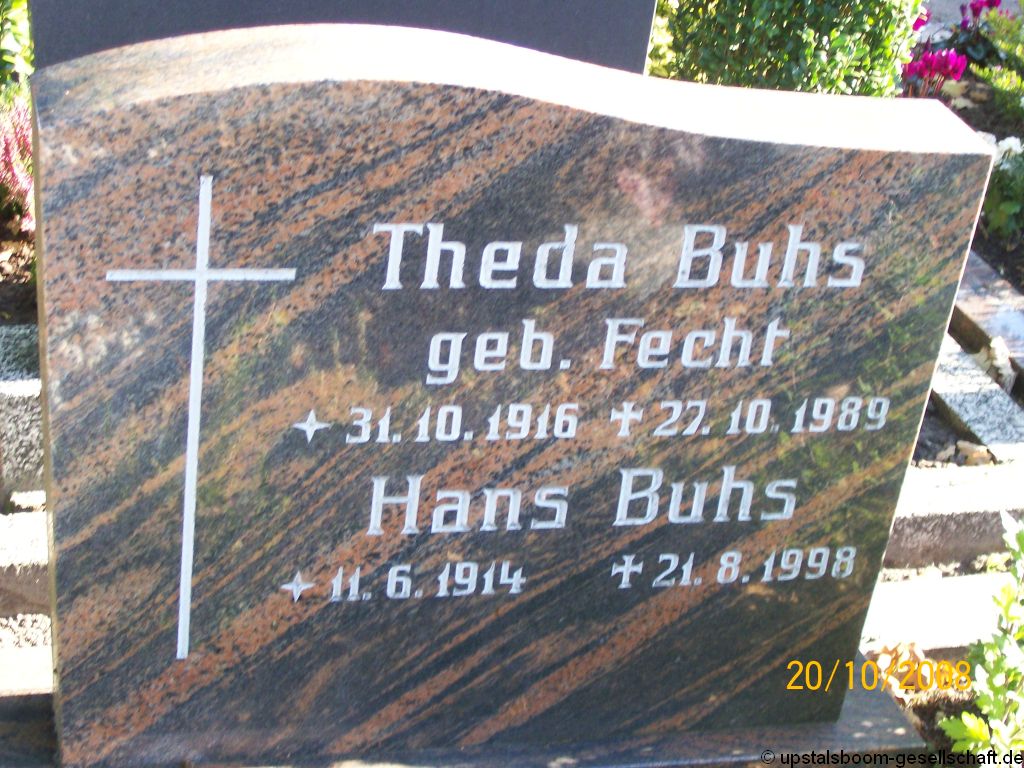 Theda Buhs
geb. Fecht
31. 10. 1916 27. 10. 1989
Hans Buhs
11. 6. 1914 21. 8. 1998
20/10/2008
© upstalsboom-gesellschaft.de